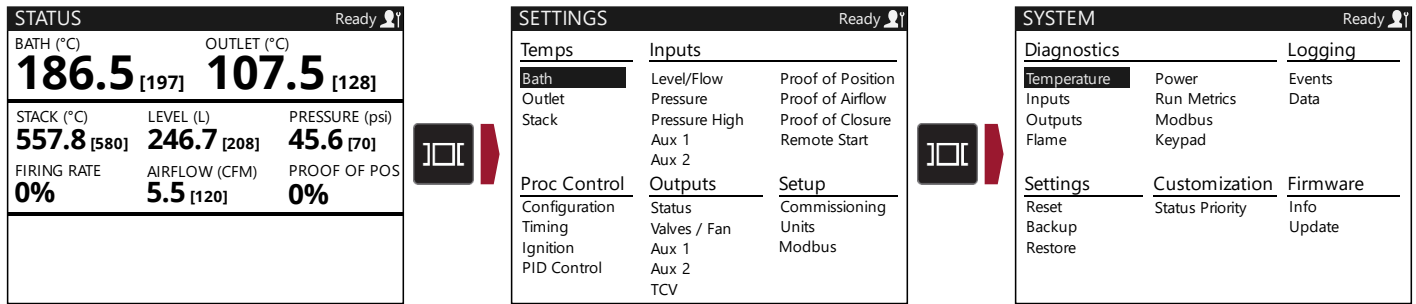 STATUS Ready
BATH (°C) OUTLET (°C)
186.5 [197] 107.5 [128]
STACK (°C) LEVEL (L) PRESSURE (psi)
557.8 [580] 246.7 [208] 45.6 [70]
FIRING RATE AIRFLOW (CFM) PROOF OF POS
0% 5.5 [120] 0%
SETTINGS Ready
Temps Inputs
Bath Level/Flow Proof of Position
Outlet Pressure Proof of Airflow
Stack Pressure High Proof of Closure
Aux 1 Remote Start
Aux 2
Proc Control Outputs Setup
Configuration Status Commissioning
Timing Valves / Fan Units
Ignition Aux 1 Modbus
PID Control Aux 2
TCV
SYSTEM Ready
Diagnostics Logging
Temperature Power Events
Inputs Run Metrics Data
Outputs Modbus
Flame Keypad
Settings Customization Firmware
Reset Status Priority Info
Backup Update
Restore